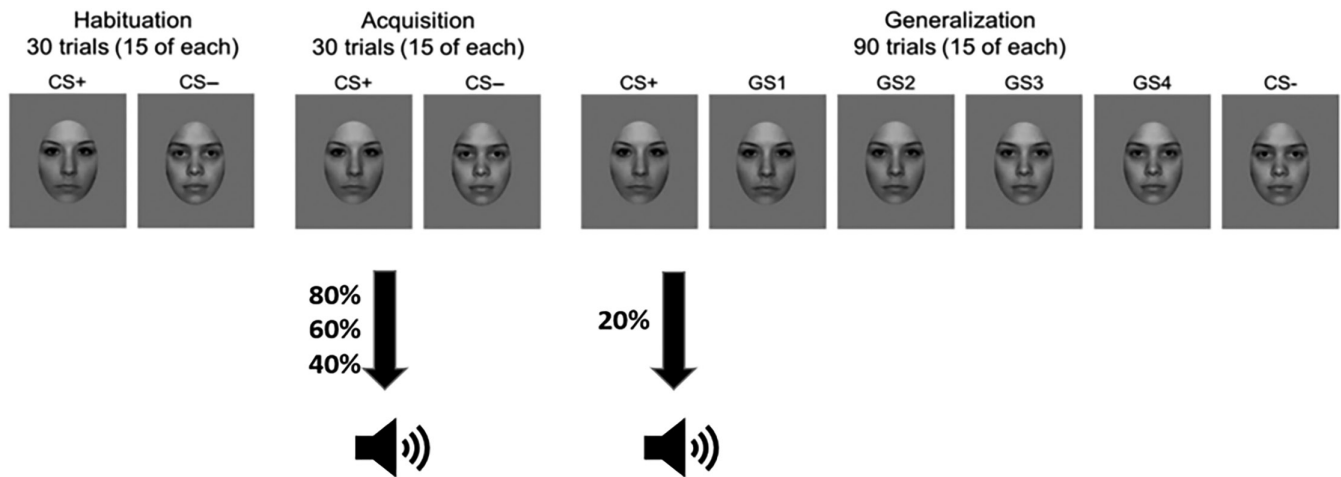 Habituation
30 trials (15 of each)
CS+ CS–
Acquisition
30 trials (15 of each)
CS+ CS–
Generalization
90 trials (15 of each)
CS+ GS1 GS2 GS3 GS4 CS-
80%
60%
40%
20%